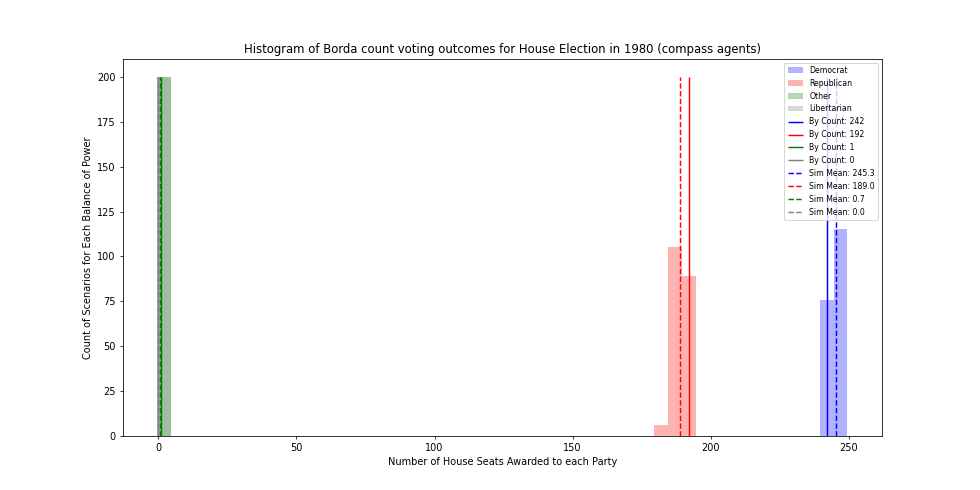 Histogram of Borda count voting outcomes for House Election in 1980 (compass agents)
Democrat
Republican
Other
Libertarian
By Count: 242
By Count: 192
By Count: 1
By Count: 0
Sim Mean: 245.3
Sim Mean: 189.0
Sim Mean: 0.7
Sim Mean: 0.0
Count of Scenarios for Each Balance of Power
200
175
150
125
100
75
50
25
0
0
50
100
150
200
250
Number of House Seats Awarded to each Party